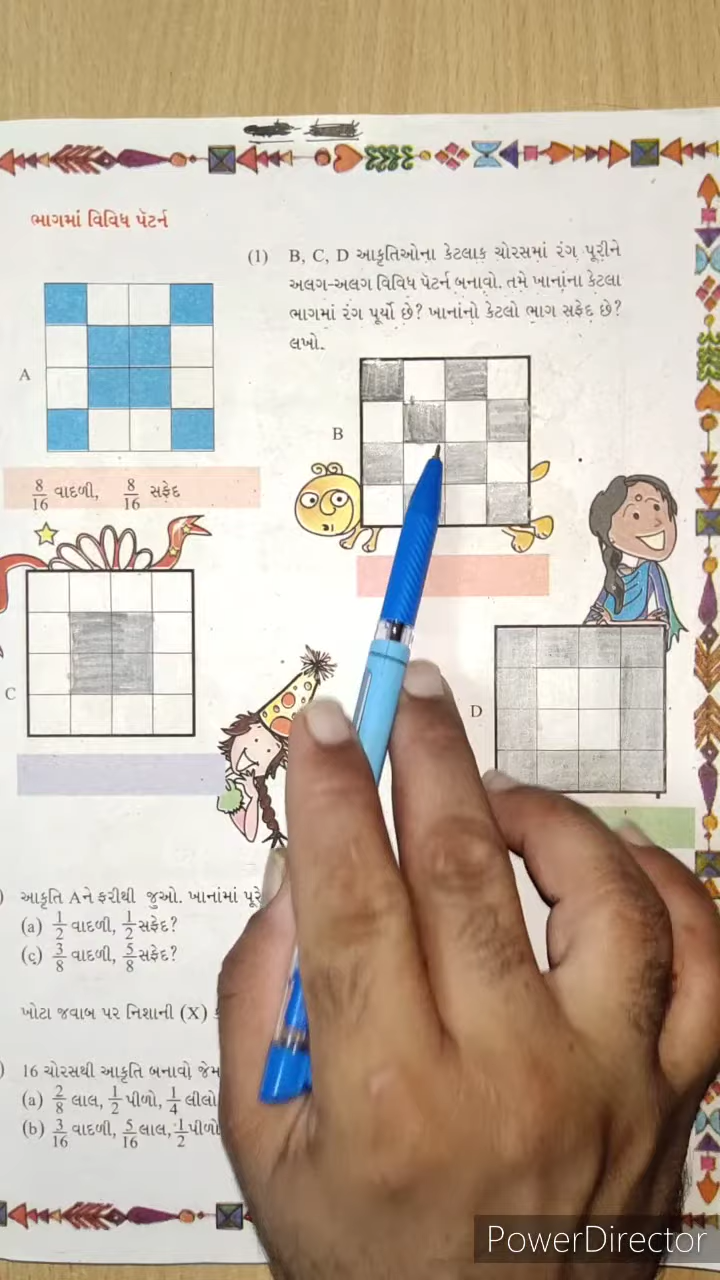 ભાગમાં વિવિધ પૅટર્ન
(1) B, C, D આકૃતિઓના કેટલાક ચોરસમાં રંગ પૂરીને
અલગ-અલગ વિવિધ પૅટર્ન બનાવો. તમે ખાનાંના કેટલા
ભાગમાં રંગ પૂર્યો છે? ખાનાંનો કેટલો ભાગ સફેદ છે?
લખો.
A
B
8/16 વાદળી, 8/16 સફેદ
C
D
આકૃતિ Aને ફરીથી જુઓ. ખાનાંમાં
(a) 1/2 વાદળી, 1/2 સફેદ?
(c) 3/8 વાદળી, 5/8 સફેદ?
ખોટા જવાબ પર નિશાની (X)
16 ચોરસથી આકૃતિ બનાવો
(a) 2/8 લાલ, 1/2 પીળો, 1/4 લીલો
(b) 3/16 વાદળી, 5/16 લાલ, 1/2 પીળો
PowerDirector